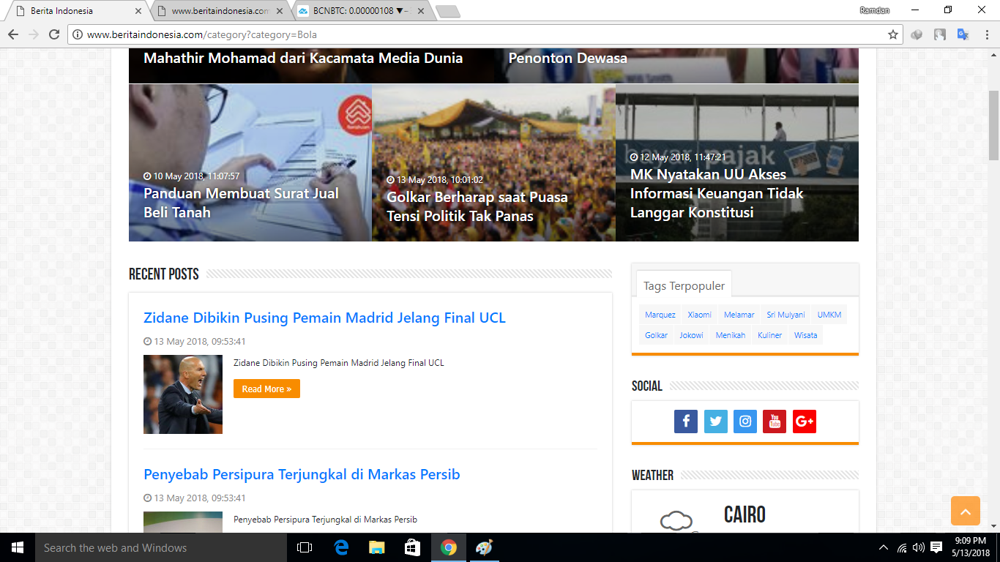 Berita Indonesia
www.beritaindonesia.com
BCNBTC: 0.00000108 ▼−
Ramdan
www.beritaindonesia.com/category?category=Bola
Mahathir Mohamad dari Kacamata Media Dunia
Penonton Dewasa
10 May 2018, 11:07:57
Panduan Membuat Surat Jual
Beli Tanah
13 May 2018, 10:01:02
Golkar Berharap saat Puasa
Tensi Politik Tak Panas
bayar pajak
12 May 2018, 11:47:21
MK Nyatakan UU Akses
Informasi Keuangan Tidak
Langgar Konstitusi
RECENT POSTS
Zidane Dibikin Pusing Pemain Madrid Jelang Final UCL
13 May 2018, 09:53:41
Zidane Dibikin Pusing Pemain Madrid Jelang Final UCL
Read More »
Penyebab Persipura Terjungkal di Markas Persib
13 May 2018, 09:53:41
Penyebab Persipura Terjungkal di Markas Persib
Tags Terpopuler
Marquez Xiaomi Melamar Sri Mulyani UMKM
Golkar Jokowi Menikah Kuliner Wisata
SOCIAL
You
Tube
G+
WEATHER
CAIRO
Search the web and Windows
9:09 PM
5/13/2018